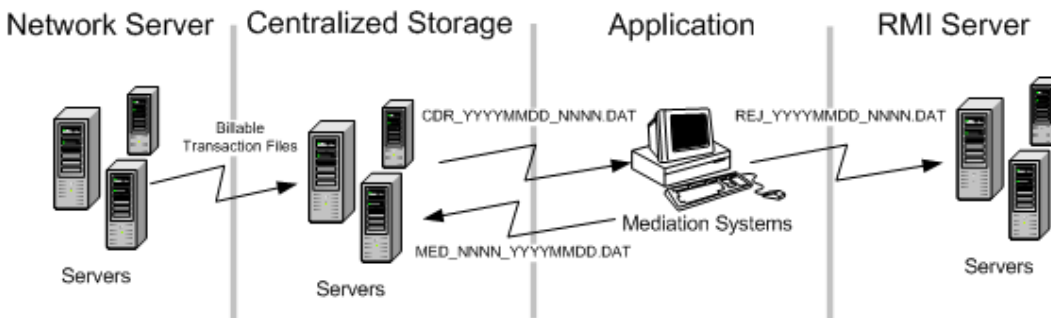 Network Server
Centralized Storage
Application
RMI Server
Billable
Transaction Files
CDR_YYYYMMDD_NNNN.DAT
REJ_YYYYMMDD_NNNN.DAT
Mediation Systems
MED_NNNN_YYYYMMDD.DAT
Servers
Servers
Servers